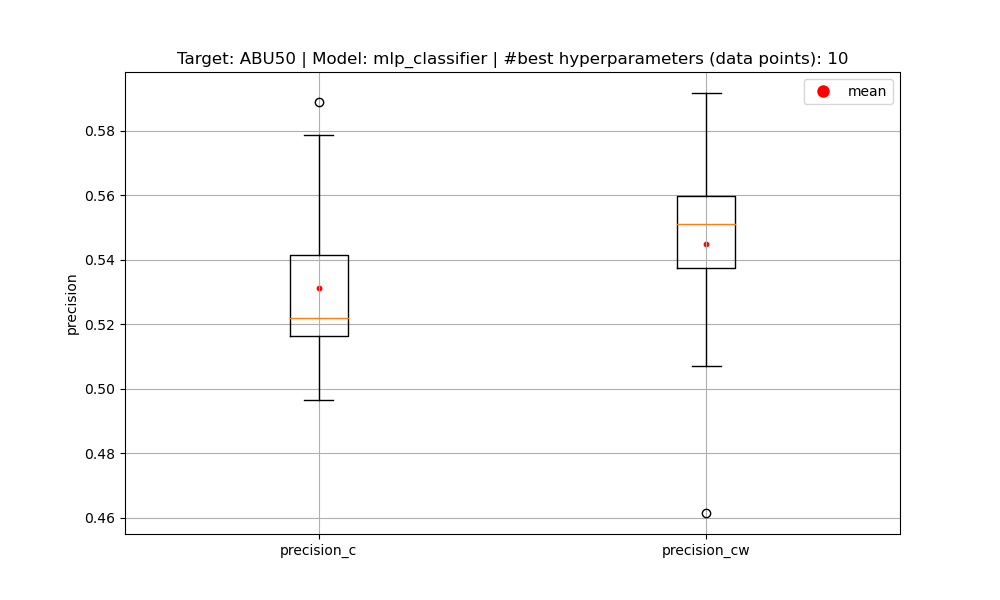 Target: ABU50 | Model: mlp_classifier | #best hyperparameters (data points): 10
mean
0.58
0.56
0.54
0.52
0.50
0.48
0.46
precision
precision_c
precision_cw